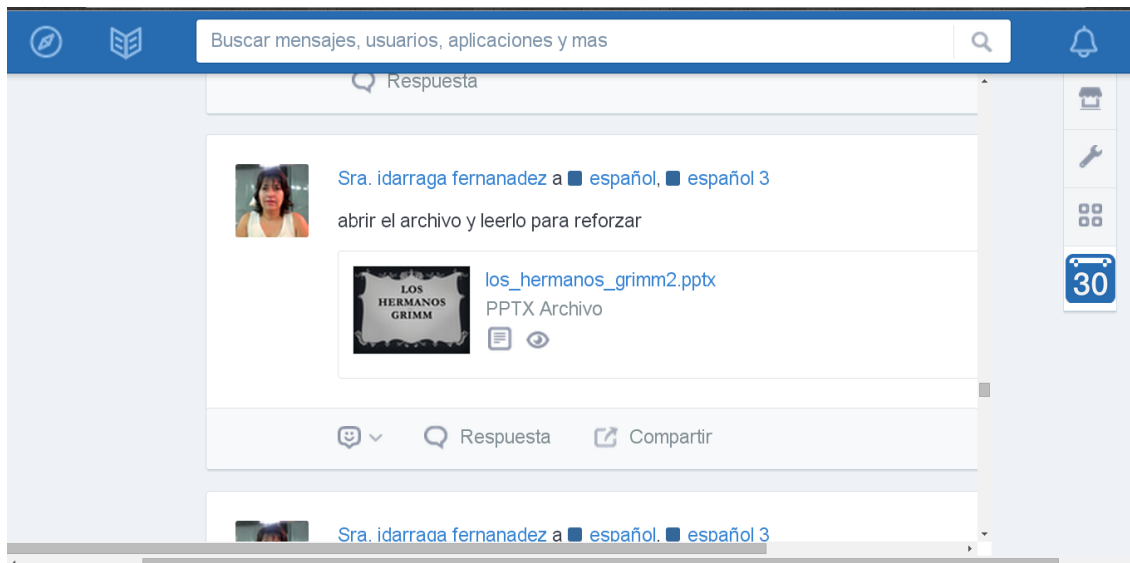 Buscar mensajes, usuarios, aplicaciones y mas
Respuesta
Sra. idarraga fernanadez a español, español 3
abrir el archivo y leerlo para reforzar
LOS
HERMANOS
GRIMM
los_hermanos_grimm2.pptx
PPTX Archivo
30
Respuesta
Compartir
Sra. idarraga fernanadez a español, español 3